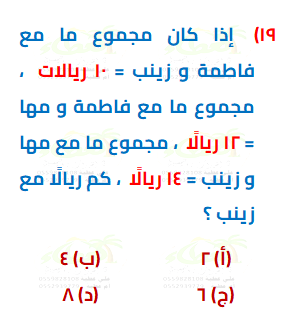 ١٩) إذا كان مجموع ما مع
فاطمة و زينب = ١٠ ريالات ،
مجموع ما مع فاطمة و مها
= ١٢ ريالًا ، مجموع ما مع مها
و زينب = ١٤ ريالًا ، كم ريالًا مع
زينب ؟
(أ) ٢ (ب) ٤
(ج) ٦ (د) ٨